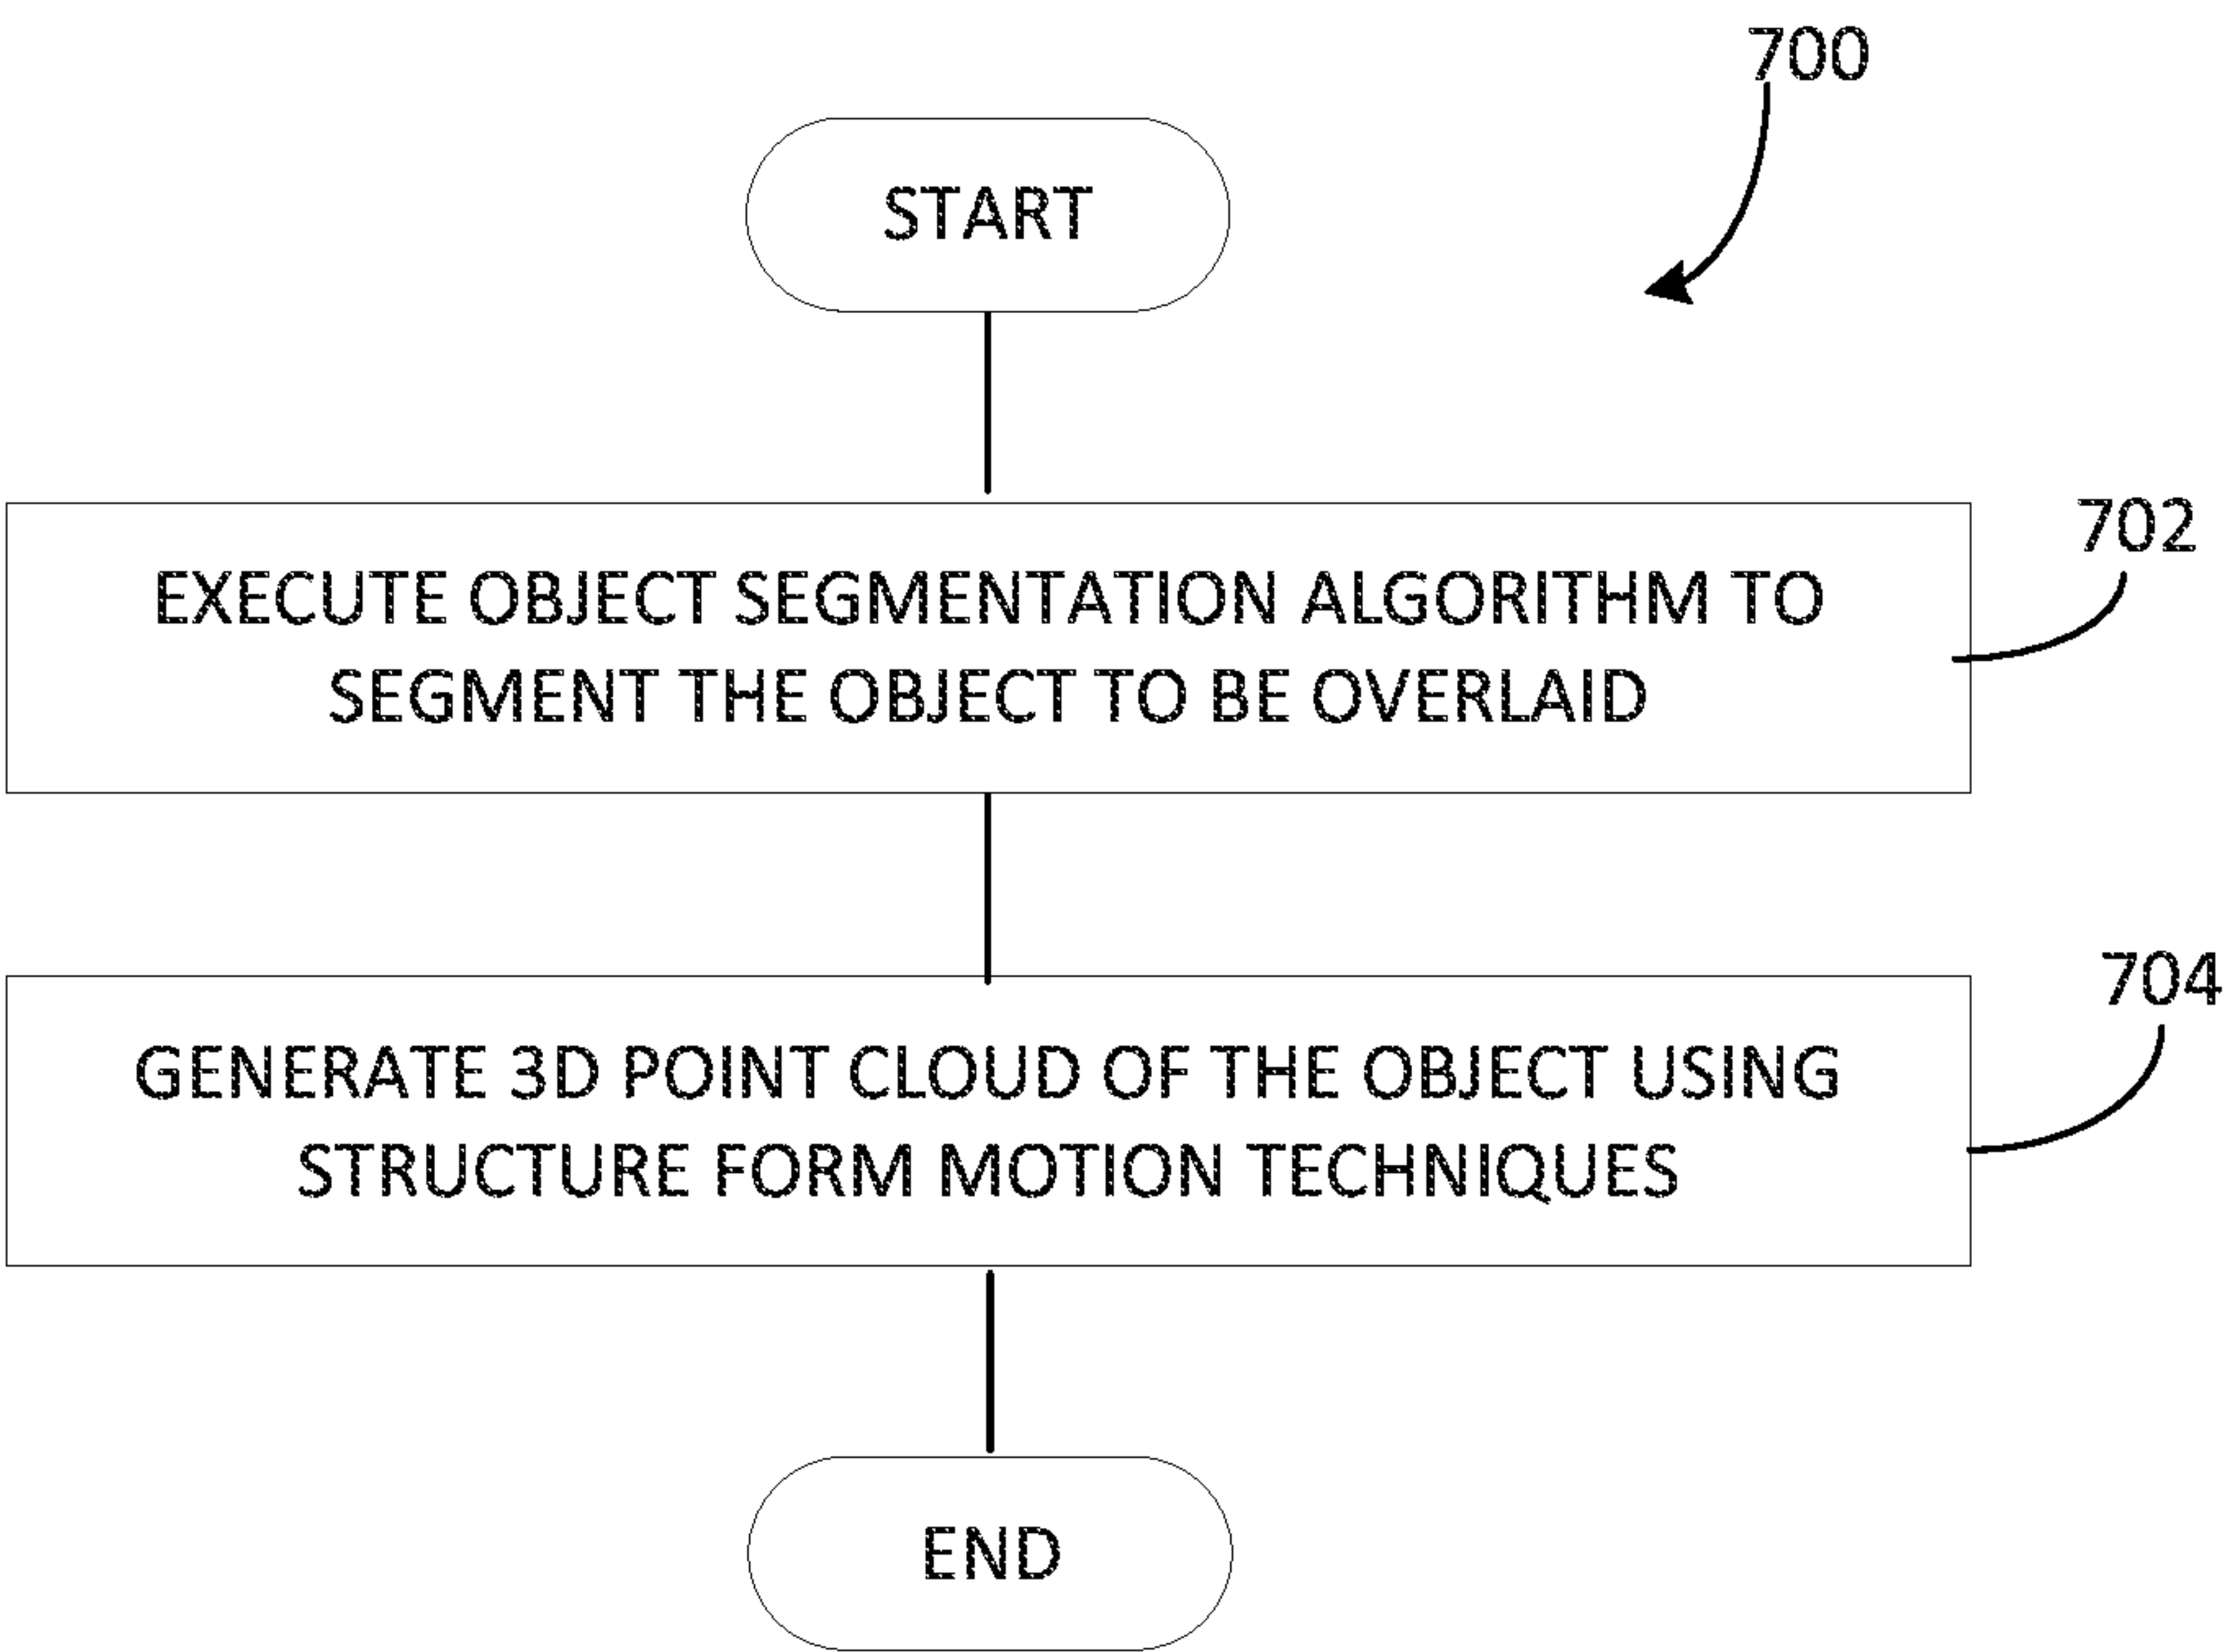 700
START
702
EXECUTE OBJECT SEGMENTATION ALGORITHM TO
SEGMENT THE OBJECT TO BE OVERLAID
704
GENERATE 3D POINT CLOUD OF THE OBJECT USING
STRUCTURE FORM MOTION TECHNIQUES
END